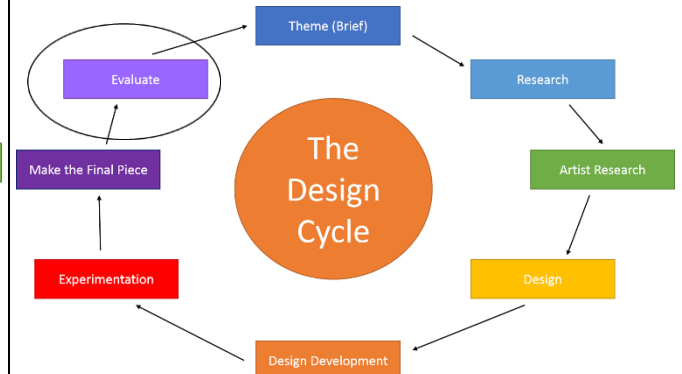 Theme (Brief)
Evaluate
Research
The
Design
Cycle
Make the Final Piece
Artist Research
Experimentation
Design
Design Development